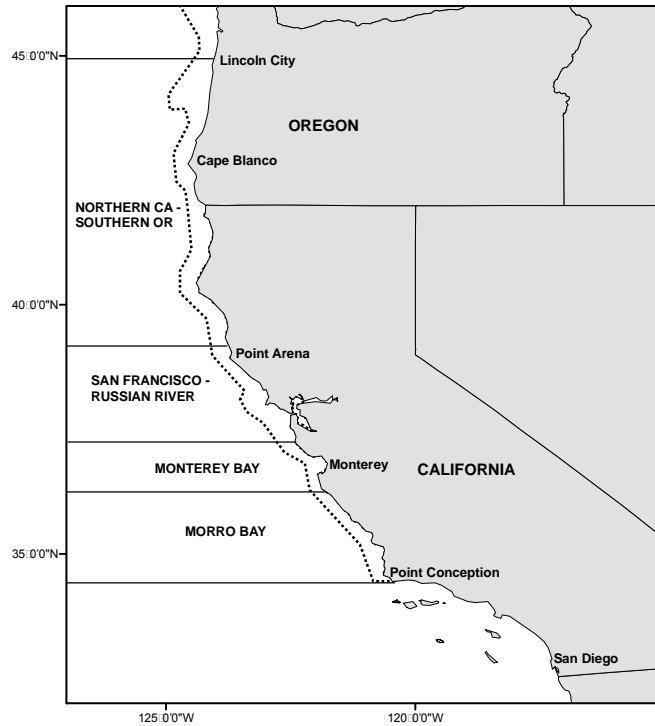 45°0'0"N
Lincoln City
OREGON
Cape Blanco
NORTHERN CA -
SOUTHERN OR
40°0'0"N
Point Arena
SAN FRANCISCO -
RUSSIAN RIVER
MONTEREY BAY
Monterey
CALIFORNIA
MORRO BAY
35°0'0"N
Point Conception
San Diego
125°0'0"W
120°0'0"W